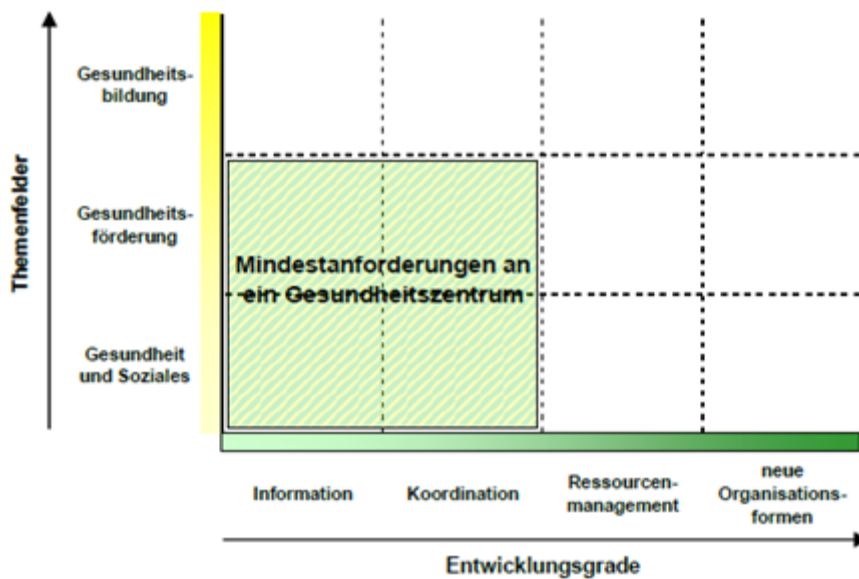 Themenfelder
Gesundheits-
bildung
Gesundheits-
förderung
Gesundheit
und Soziales
Mindestanforderungen an
ein Gesundheitszentrum
Information
Koordination
Ressourcen-
management
neue
Organisations-
formen
Entwicklungsgrade